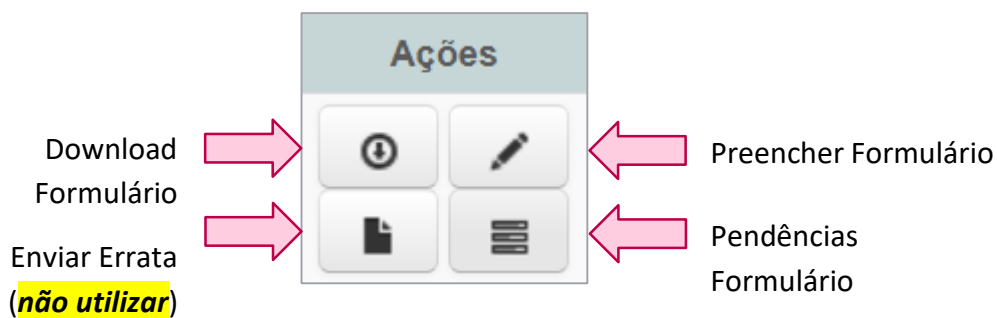 Ações
Download
Formulário
Preencher Formulário
Enviar Errata
(não utilizar)
Pendências
Formulário